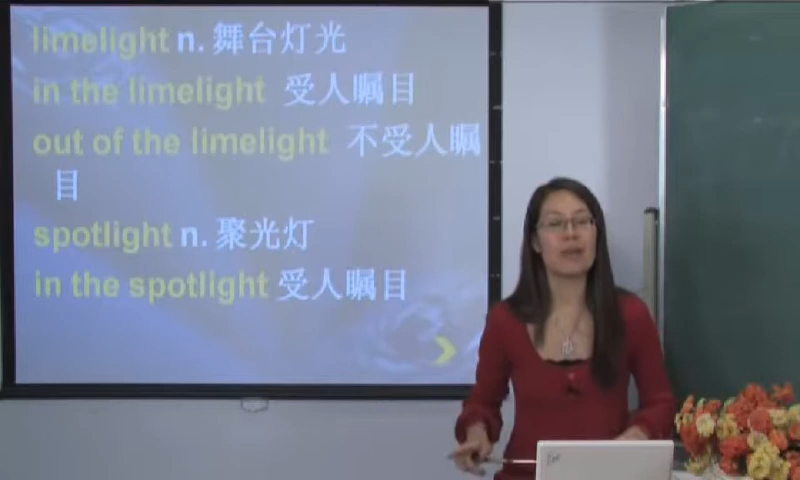 limelight n. 舞台灯光
in the limelight 受人瞩目
out of the limelight 不受人瞩
目
spotlight n. 聚光灯
in the spotlight 受人瞩目